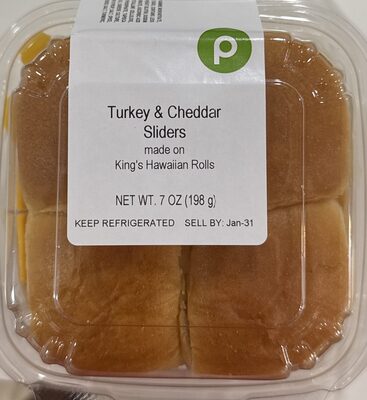 p
Turkey & Cheddar
Sliders
made on
King's Hawaiian Rolls
NET WT. 7 OZ (198 g)
KEEP REFRIGERATED SELL BY: Jan-31